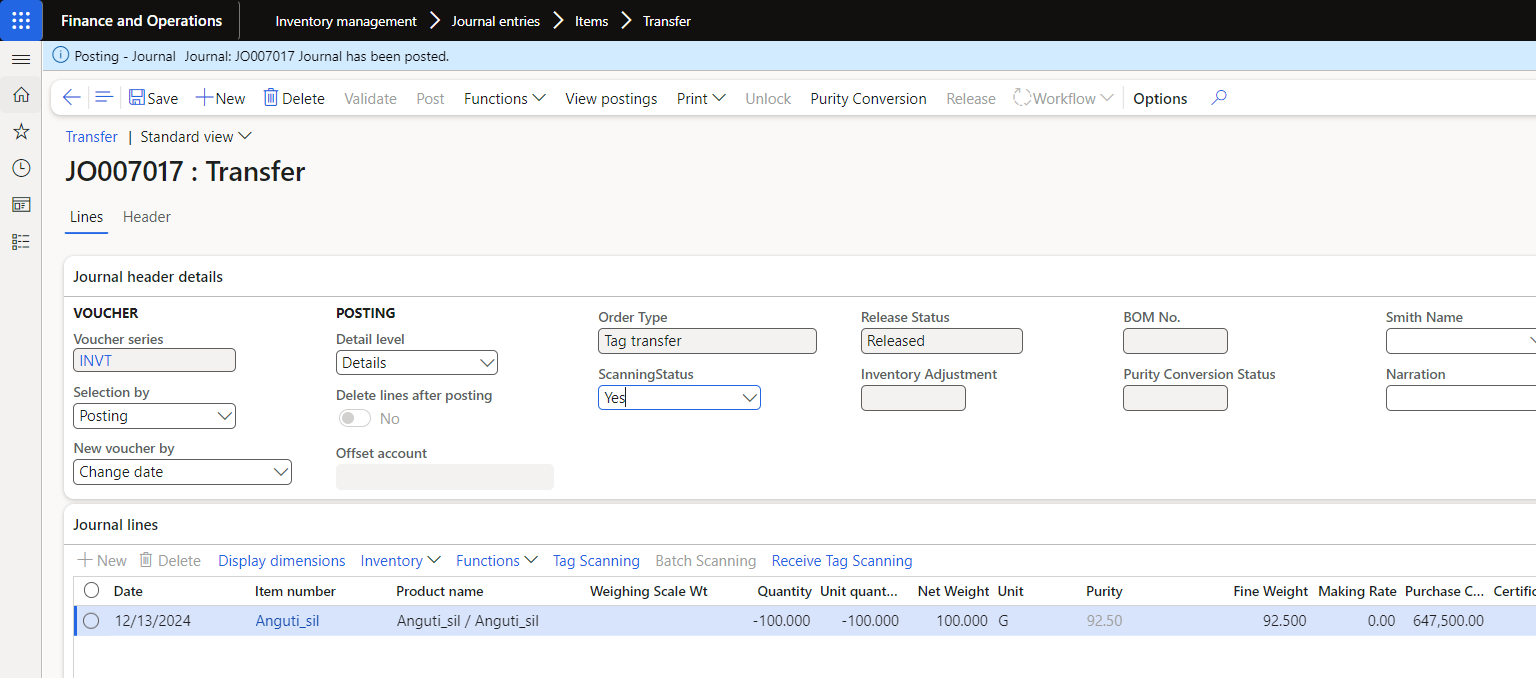 Finance and Operations Inventory management Journal entries Items Transfer
Posting - Journal Journal: JO007017 Journal has been posted.
Save New Delete Validate Post Functions View postings Print Unlock Purity Conversion Release Workflow Options
Transfer | Standard view
JO007017 : Transfer
Lines Header
Journal header details
VOUCHER
Voucher series
INVT
Selection by
Posting
New voucher by
Change date
POSTING
Detail level
Details
Delete lines after posting
No
Offset account
Order Type
Tag transfer
ScanningStatus
Yes
Release Status
Released
Inventory Adjustment
BOM No.
Purity Conversion Status
Smith Name
Narration
Journal lines
New Delete Display dimensions Inventory Functions Tag Scanning Batch Scanning Receive Tag Scanning
Date Item number Product name Weighing Scale Wt Quantity Unit quant... Net Weight Unit Purity Fine Weight Making Rate Purchase C... Certific
12/13/2024 Anguti_sil Anguti_sil / Anguti_sil -100.000 -100.000 100.000 G 92.50 92.500 0.00 647,500.00